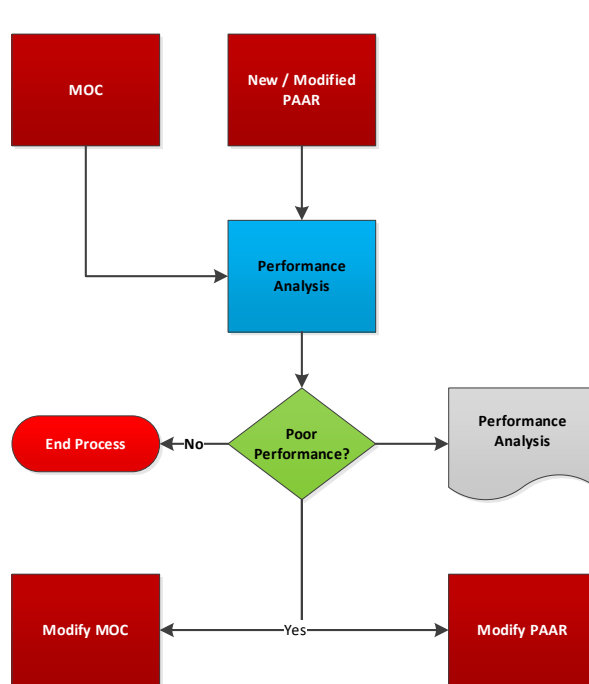 MOC
New / Modified
PAAR
Performance
Analysis
Poor
Performance?
No
End Process
Performance
Analysis
Yes
Modify MOC
Modify PAAR